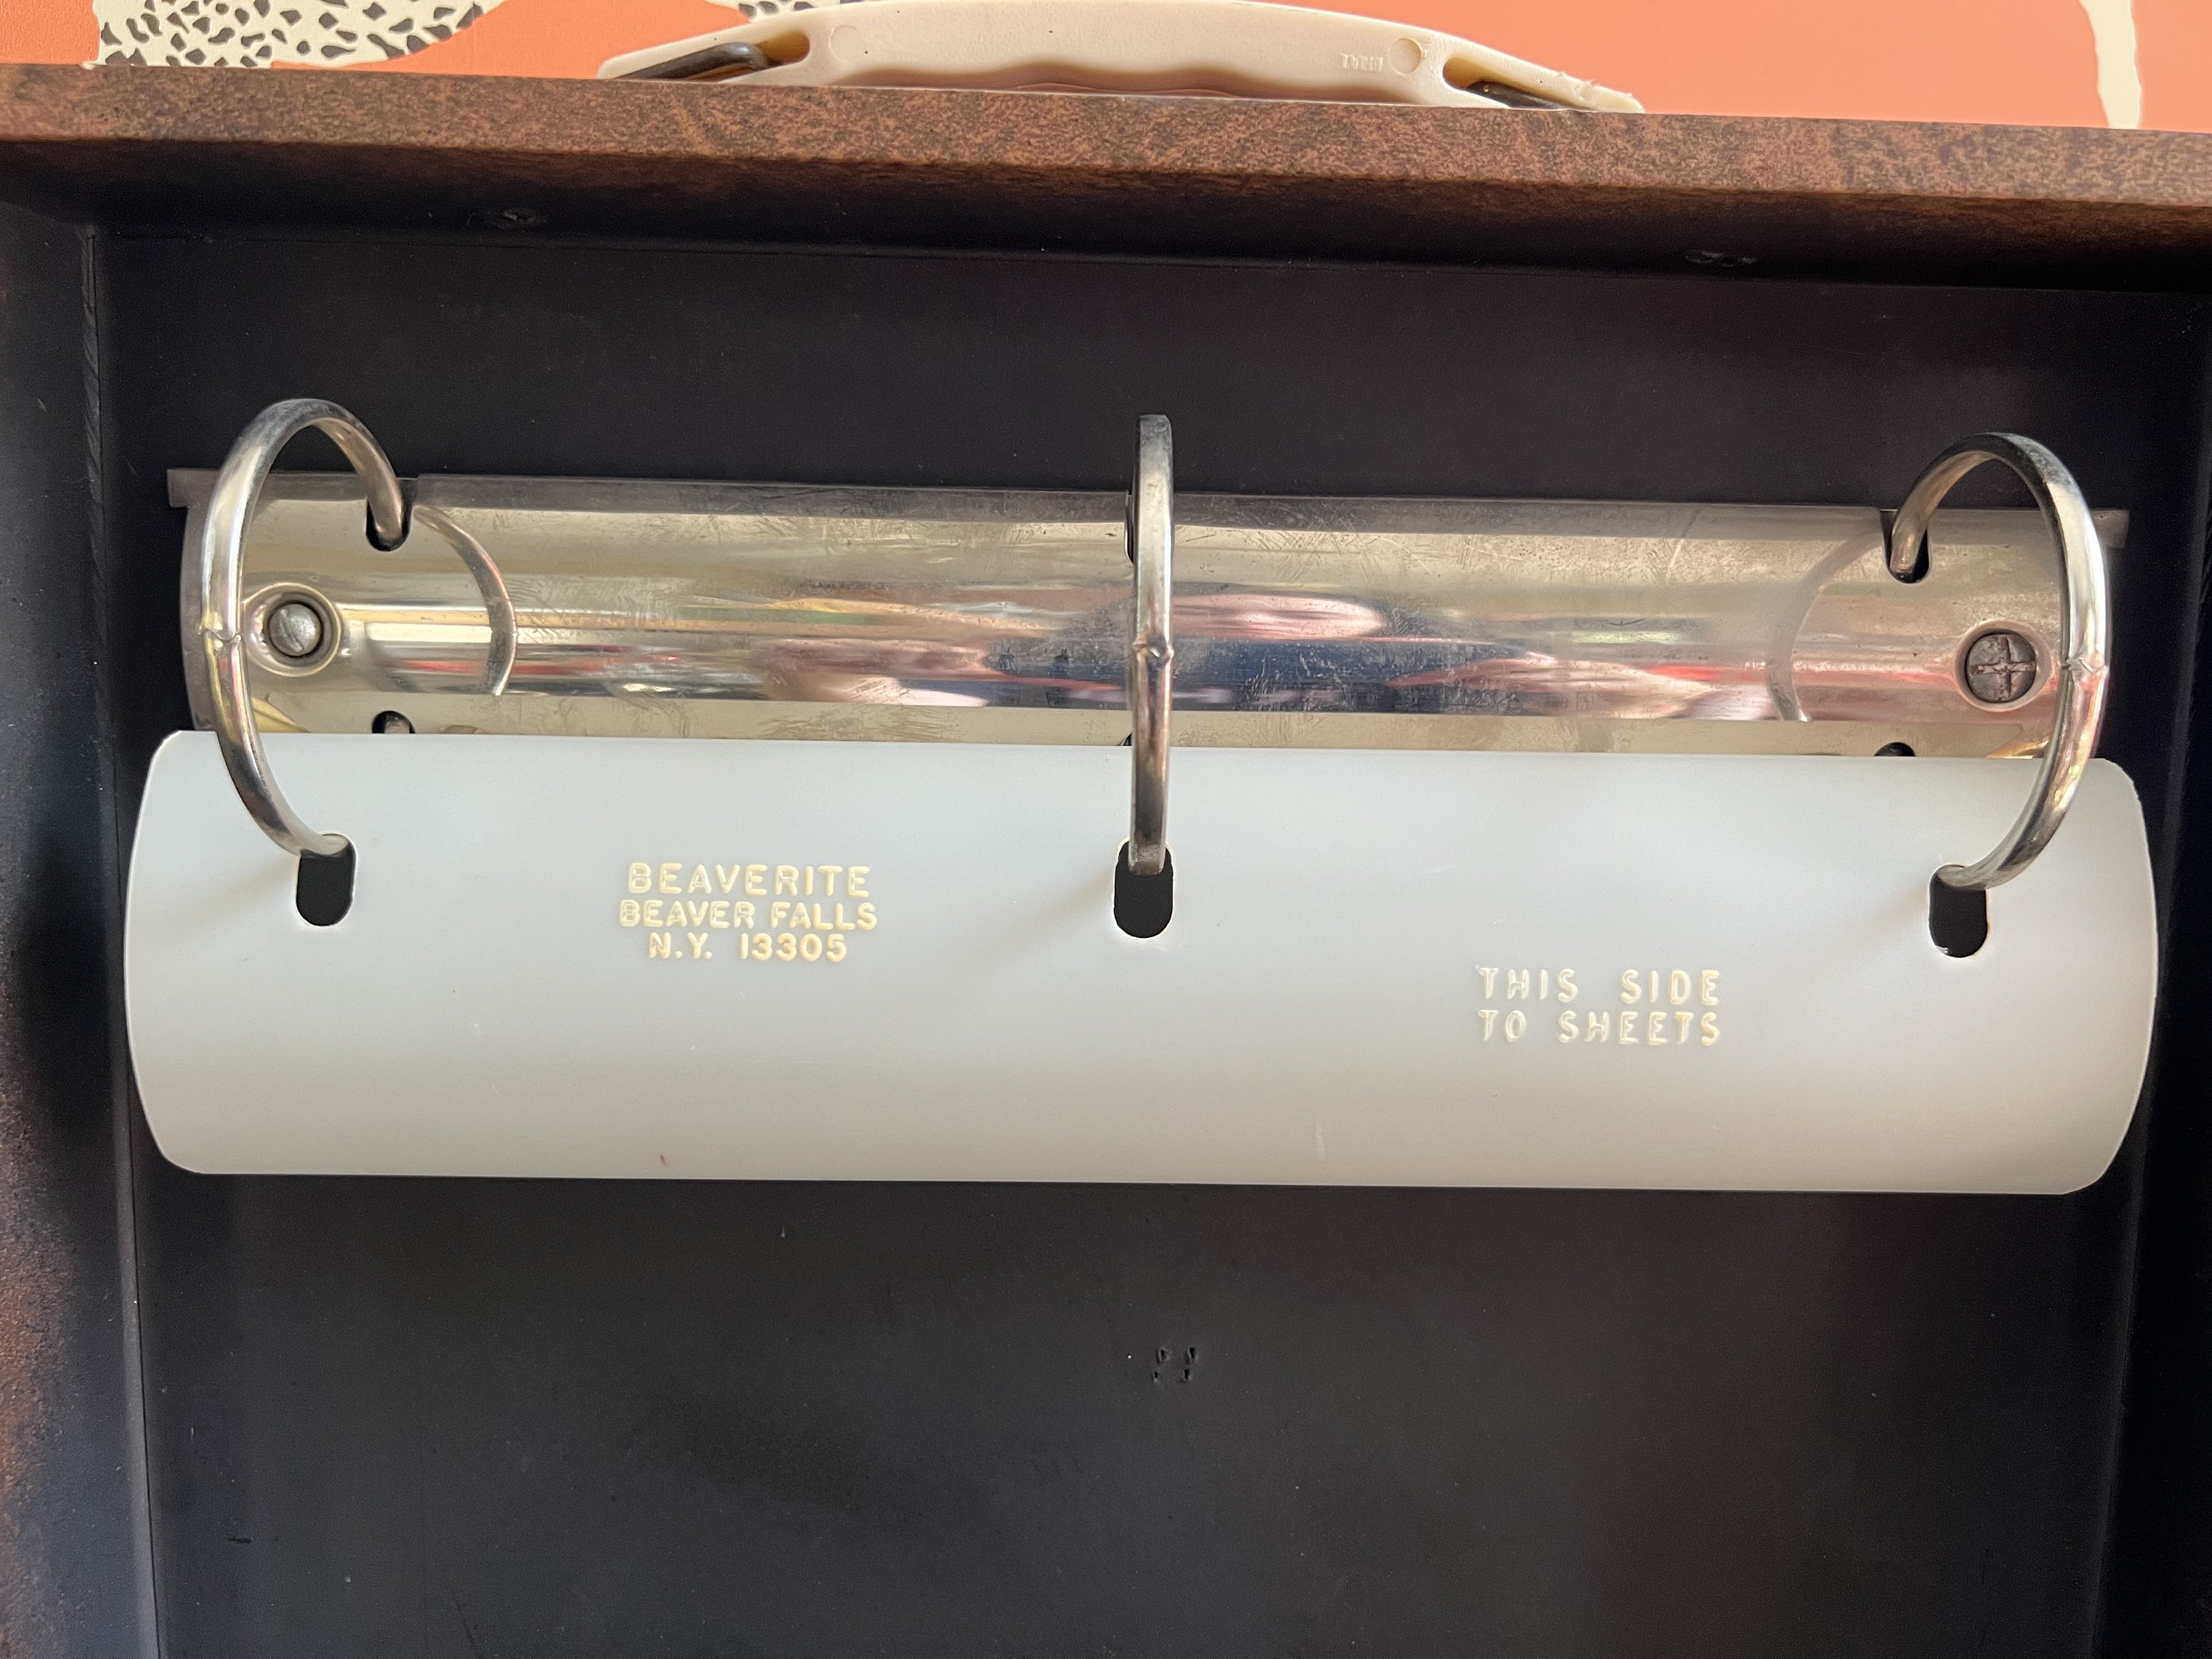 BEAVERITE
BEAVER FALLS
N.Y. 13305
THIS SIDE
TO SHEETS